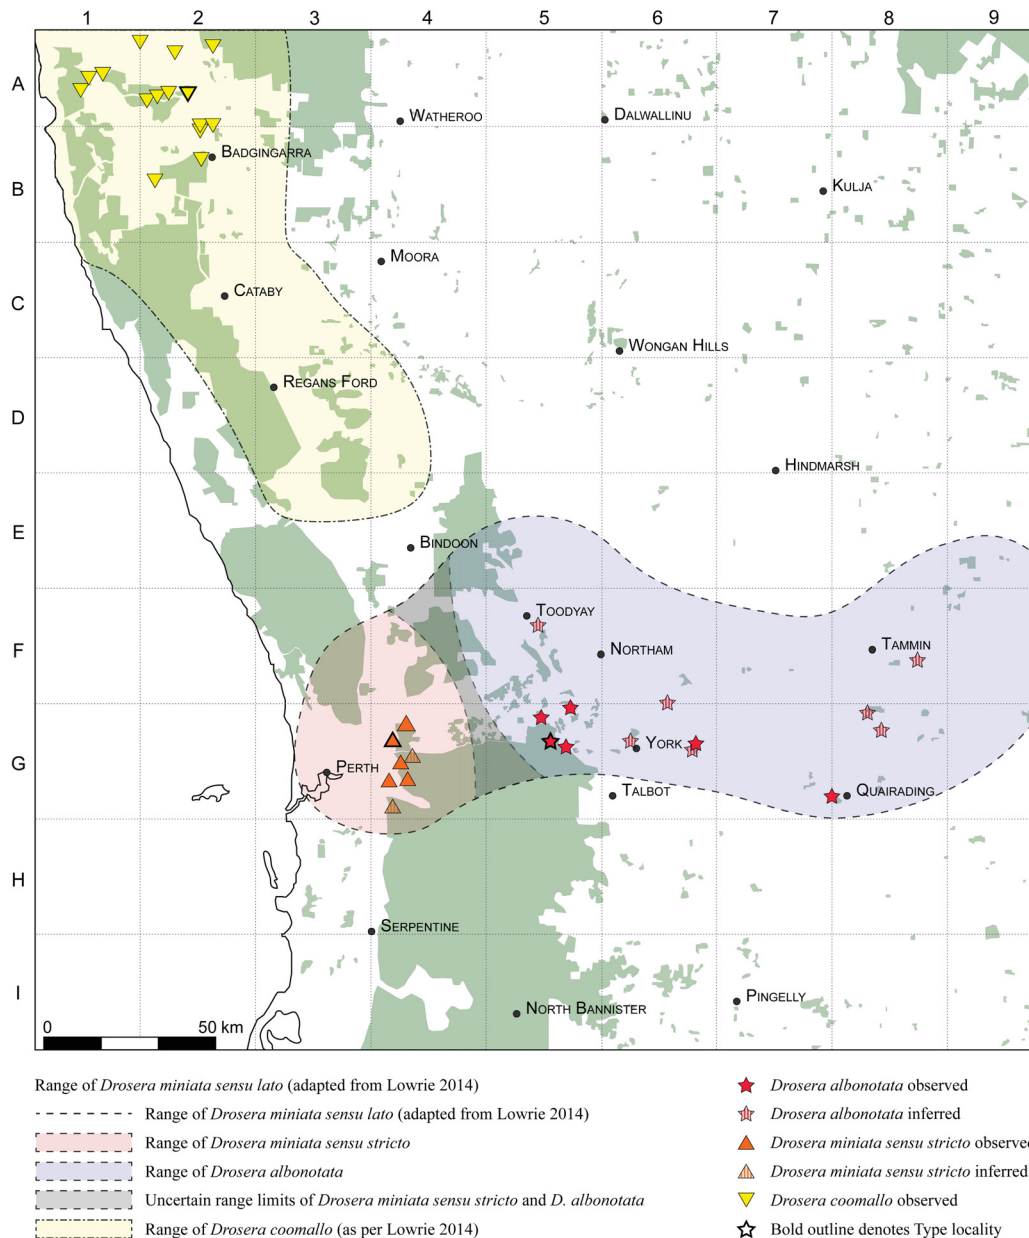 1 2 3 4 5 6 7 8 9
A
Watheroo
Dalwallinu
Badgingarra
B
Kulja
Moora
C
Cataby
Wongan Hills
Regans Ford
D
Hindmarsh
E
Bindoon
Toodyay
F
Northam
Tammin
G
York
Perth
Talbot
Quairading
H
Serpentine
I
Pingelly
North Bannister
0 50 km
Range of Drosera miniata sensu lato (adapted from Lowrie 2014)
Range of Drosera miniata sensu lato (adapted from Lowrie 2014)
Range of Drosera miniata sensu stricto
Range of Drosera albonotata
Uncertain range limits of Drosera miniata sensu stricto and D. albonotata
Range of Drosera coomallo (as per Lowrie 2014)
Drosera albonotata observed
Drosera albonotata inferred
Drosera miniata sensu stricto observed
Drosera miniata sensu stricto inferred
Drosera coomallo observed
Bold outline denotes Type locality